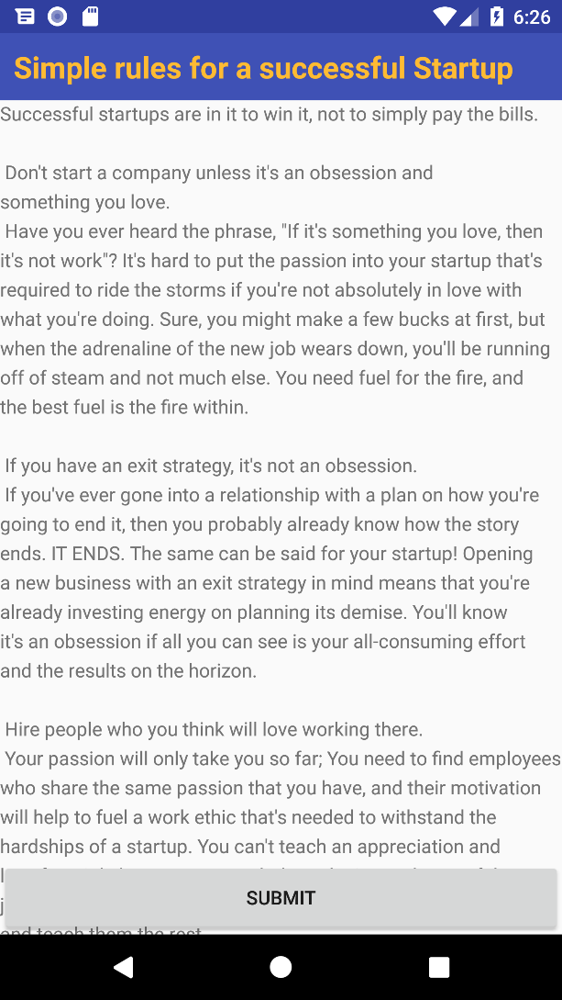 6:26
Simple rules for a successful Startup
Successful startups are in it to win it, not to simply pay the bills.
Don't start a company unless it's an obsession and
something you love.
Have you ever heard the phrase, "If it's something you love, then
it's not work"? It's hard to put the passion into your startup that's
required to ride the storms if you're not absolutely in love with
what you're doing. Sure, you might make a few bucks at first, but
when the adrenaline of the new job wears down, you'll be running
off of steam and not much else. You need fuel for the fire, and
the best fuel is the fire within.
If you have an exit strategy, it's not an obsession.
If you've ever gone into a relationship with a plan on how you're
going to end it, then you probably already know how the story
ends. IT ENDS. The same can be said for your startup! Opening
a new business with an exit strategy in mind means that you're
already investing energy on planning its demise. You'll know
it's an obsession if all you can see is your all-consuming effort
and the results on the horizon.
Hire people who you think will love working there.
Your passion will only take you so far; You need to find employees
who share the same passion that you have, and their motivation
will help to fuel a work ethic that's needed to withstand the
hardships of a startup. You can't teach an appreciation and
SUBMIT
and teach them the rest